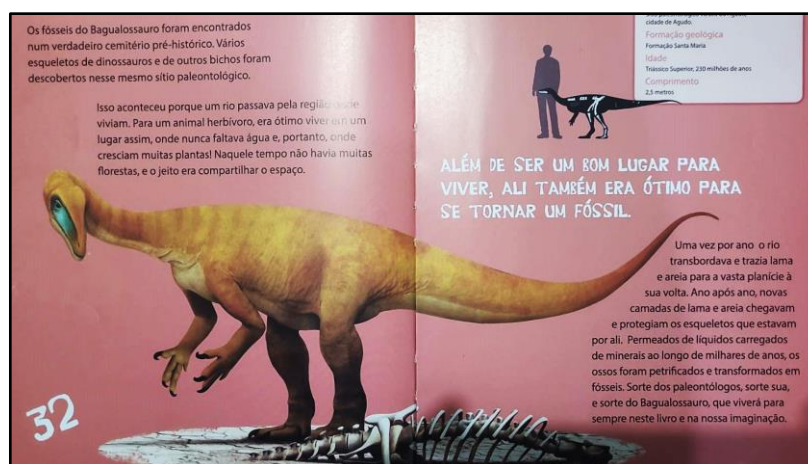 Os fósseis do Bagualossauro foram encontrados
num verdadeiro cemitério pré-histórico. Vários
esqueletos de dinossauros e de outros bichos foram
descobertos nesse mesmo sítio paleontológico.
Isso aconteceu porque um rio passava pela região onde
viviam. Para um animal herbívoro, era ótimo viver em um
lugar assim, onde nunca faltava água e, portanto, onde
cresciam muitas plantas! Naquele tempo não havia muitas
florestas, e o jeito era compartilhar o espaço.
32
cidade de Agudo.
Formação geológica
Formação Santa Maria
Idade
Triássico Superior, 230 milhões de anos
Comprimento
2,5 metros
ALÉM DE SER UM BOM LUGAR PARA
VIVER, ALI TAMBÉM ERA ÓTIMO PARA
SE TORNAR UM FÓSSIL.
Uma vez por ano o rio
transbordava e trazia lama
e areia para a vasta planície à
sua volta. Ano após ano, novas
camadas de lama e areia chegavam
e protegiam os esqueletos que estavam
por ali. Permeados de líquidos carregados
de minerais ao longo de milhares de anos, os
ossos foram petrificados e transformados em
fósseis. Sorte dos paleontólogos, sorte sua,
e sorte do Bagualossauro, que viverá para
sempre neste livro e na nossa imaginação.